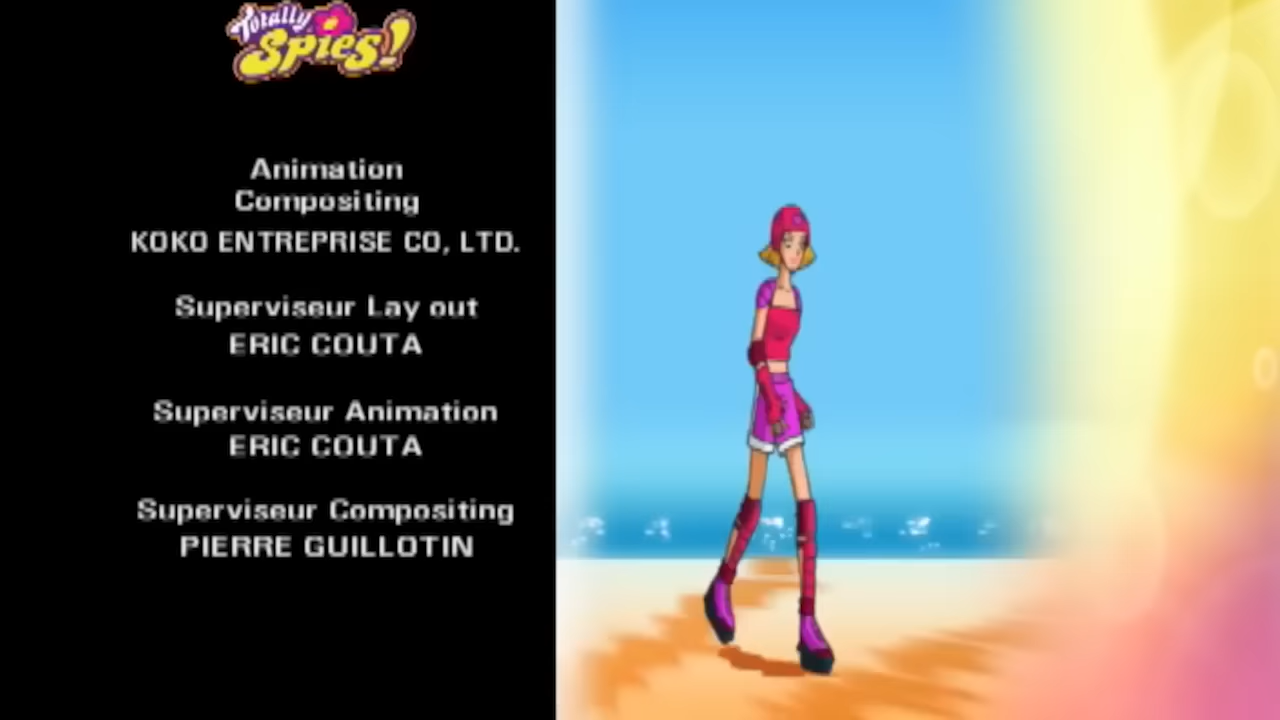 Totally
Spies!
Animation
Compositing
KOKO ENTREPRISE CO, LTD.
Superviseur Lay out
ERIC COUTA
Superviseur Animation
ERIC COUTA
Superviseur Compositing
PIERRE GUILLOTIN